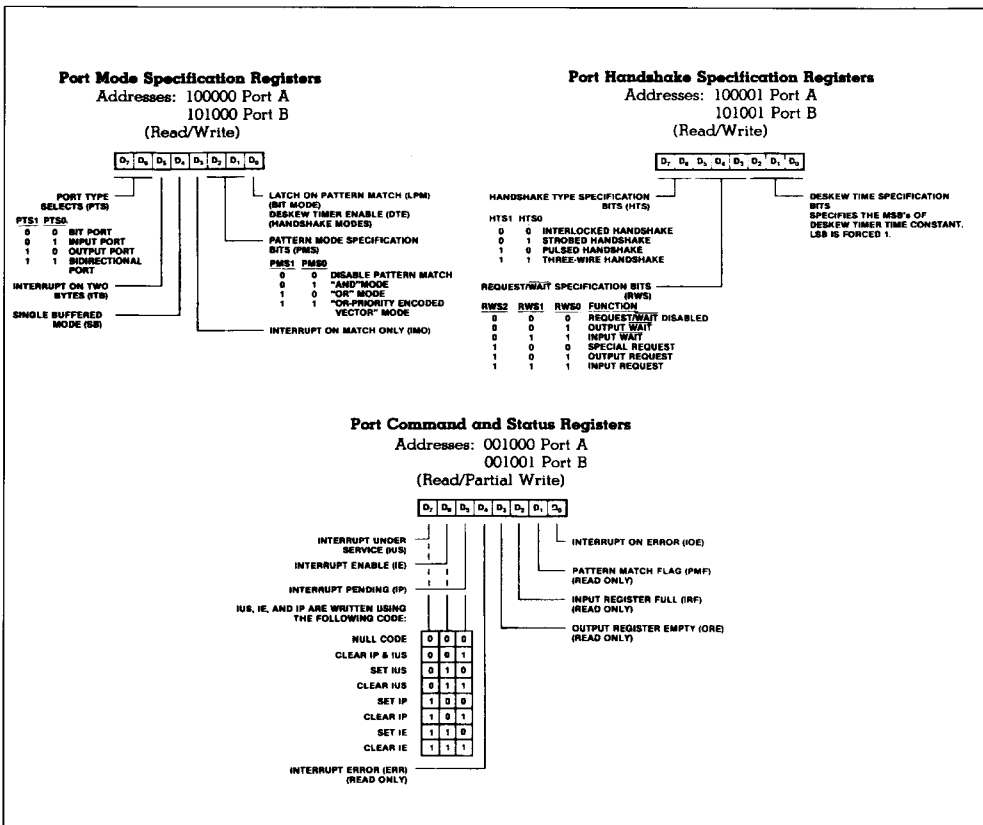 Port Mode Specification Registers
Addresses: 100000 Port A
101000 Port B
(Read/Write)
D7 D6 D5 D4 D3 D2 D1 D0
PORT TYPE
SELECTS (PTS)
PTS1 PTS0
0 0 BIT PORT
0 1 INPUT PORT
1 0 OUTPUT PORT
1 1 BIDIRECTIONAL
PORT
INTERRUPT ON TWO
BYTES (ITB)
SINGLE BUFFERED
MODE (SB)
LATCH ON PATTERN MATCH (LPM)
(BIT MODE)
DESKEW TIMER ENABLE (DTE)
(HANDSHAKE MODES)
PATTERN MODE SPECIFICATION
BITS (PMS)
PMS1 PMS0
0 0 DISABLE PATTERN MATCH
0 1 "AND" MODE
1 0 "OR" MODE
1 1 "OR-PRIORITY ENCODED
VECTOR" MODE
INTERRUPT ON MATCH ONLY (IMO)
Port Handshake Specification Registers
Addresses: 100001 Port A
101001 Port B
(Read/Write)
D7 D6 D5 D4 D3 D2 D1 D0
HANDSHAKE TYPE SPECIFICATION
BITS (HTS)
HTS1 HTS0
0 0 INTERLOCKED HANDSHAKE
0 1 STROBED HANDSHAKE
1 0 PULSED HANDSHAKE
1 1 THREE-WIRE HANDSHAKE
REQUEST/WAIT SPECIFICATION BITS
(RWS)
RWS2 RWS1 RWS0 FUNCTION
0 0 0 REQUEST/WAIT DISABLED
0 0 1 OUTPUT WAIT
0 1 1 INPUT WAIT
1 0 0 SPECIAL REQUEST
1 0 1 OUTPUT REQUEST
1 1 1 INPUT REQUEST
DESKEW TIME SPECIFICATION
BITS
SPECIFIES THE MSB's OF
DESKEW TIMER TIME CONSTANT.
LSB IS FORCED 1.
Port Command and Status Registers
Addresses: 001000 Port A
001001 Port B
(Read/Partial Write)
D7 D6 D5 D4 D3 D2 D1 D0
INTERRUPT UNDER
SERVICE (IUS)
INTERRUPT ENABLE (IE)
INTERRUPT PENDING (IP)
IUS, IE, AND IP ARE WRITTEN USING
THE FOLLOWING CODE:
NULL CODE 0 0 0
CLEAR IP & IUS 0 0 1
SET IUS 0 1 0
CLEAR IUS 0 1 1
SET IP 1 0 0
CLEAR IP 1 0 1
SET IE 1 1 0
CLEAR IE 1 1 1
INTERRUPT ERROR (ERR)
(READ ONLY)
INTERRUPT ON ERROR (IOE)
PATTERN MATCH FLAG (PMF)
(READ ONLY)
INPUT REGISTER FULL (IRF)
(READ ONLY)
OUTPUT REGISTER EMPTY (ORE)
(READ ONLY)